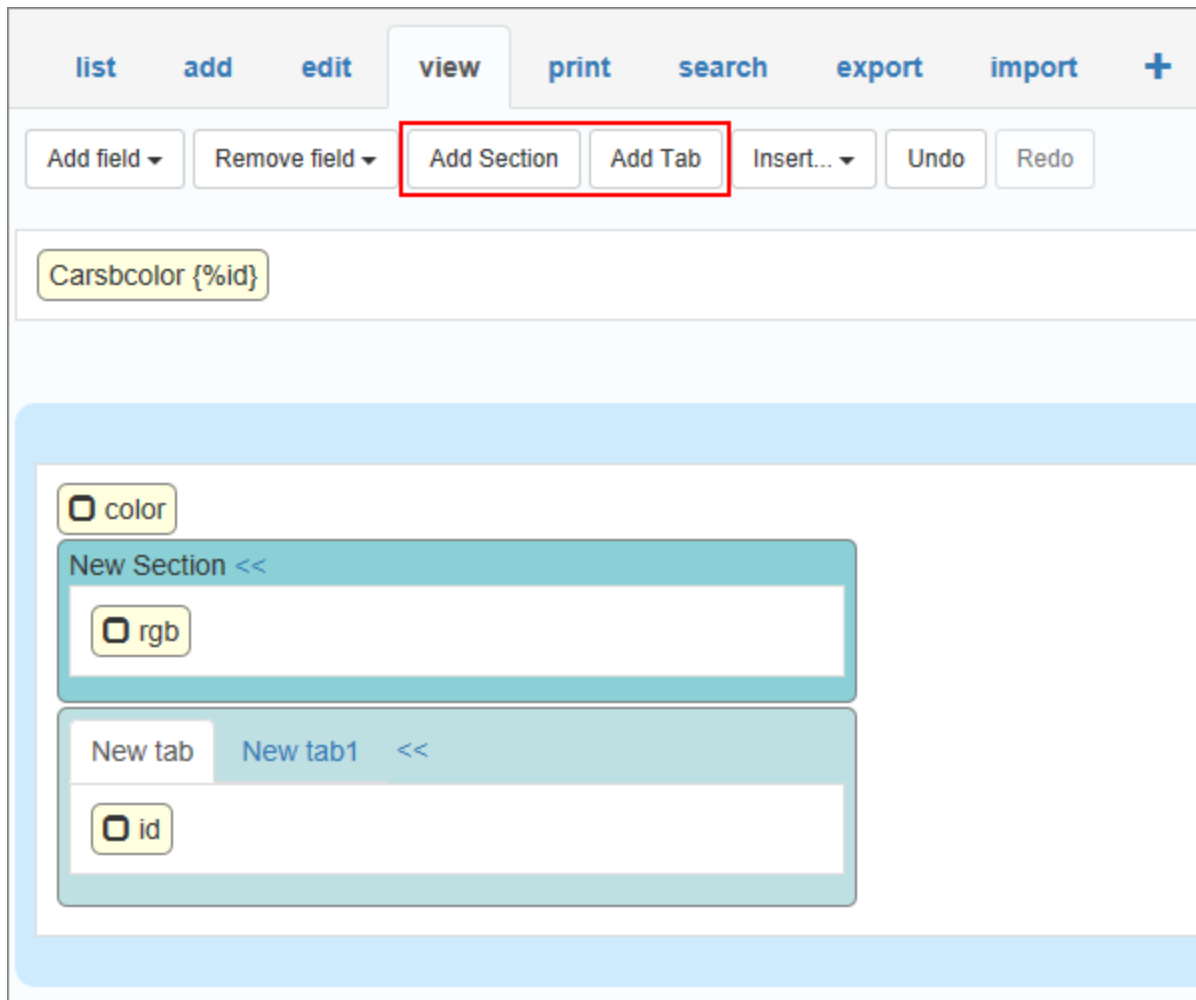 list add edit view print search export import +
Add field Remove field Add Section Add Tab Insert... Undo Redo
Carsbcolor {%id}
color
New Section <<
rgb
New tab New tab1 <<
id